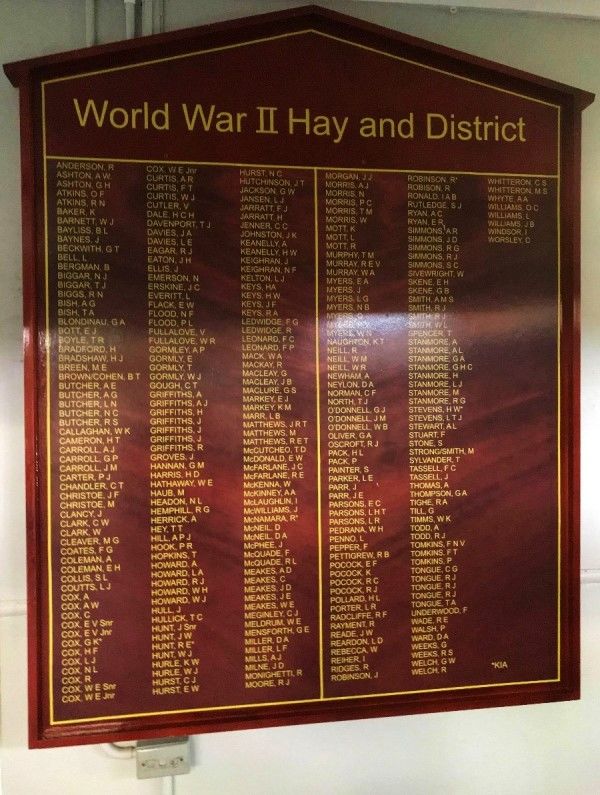 World War II Hay and District
ANDERSON, R
ASHTON, A W
ASHTON, G H
ATKINS, O F
ATKINS, R N
BAKER, K
BARNETT, W J
BAYLISS, B L
BAYNES, J
BECKWITH, G T
BELL, L
BERGMAN, B
BIGGAR, N J
BIGGAR, T J
BIGGS, R N
BISH, A G
BISH, T A
BLONDINAU, G A
BOTT, E J
BOYLE, T R
BRADFORD, H
BRADSHAW, H J
BREEN, M E
BROWN/COHEN, B T
BUTCHER, A E
BUTCHER, A G
BUTCHER, L N
BUTCHER, N C
BUTCHER, R S
CALLAGHAN, W K
CAMERON, H T
CARROLL, A J
CARROLL, G P
CARROLL, J M
CARTER, P J
CHANDLER, C T
CHRISTOE, J F
CHRISTOE, M
CLANCY, J
CLARK, C W
CLARK, W
CLEAVER, M G
COATES, F G
COLEMAN, A
COLEMAN, E H
COLLIS, S L
COUTTS, L J
COX, A
COX, A W
COX, C
COX, E V Snr
COX, E V Jnr
COX, G K*
COX, H F
COX, L J
COX, N L
COX, R
COX, W E Snr
COX, W E Jnr
COX, W E Jnr
CURTIS, A R
CURTIS, F T
CURTIS, W J
CUTLER, V
DALE, H C H
DAVENPORT, T J
DAVIES, J A
DAVIES, L E
EAGAR, R J
EATON, J H
ELLIS, J
EMERSON, N
ERSKINE, J C
EVERITT, L
FLACK, E W
FLOOD, N F
FLOOD, P L
FULLALOVE, V
FULLALOVE, W R
GORMLEY, A P
GORMLY, E
GORMLY, T
GORMLY, W J
GOUGH, C T
GRIFFITHS, A
GRIFFITHS, A J
GRIFFITHS, H
GRIFFITHS, J
GRIFFITHS, J
GRIFFITHS, J
GRIFFITHS, R
GROVES, J
HANNAN, G M
HARRIS, H D
HATHAWAY, W E
HAUB, M
HEADON, N L
HEMPHILL, R G
HERRICK, A
HEY, T T
HILL, A P J
HOOK, P R
HOPKINS, T
HOWARD, A
HOWARD, L A
HOWARD, R J
HOWARD, W H
HOWARD, W J
HULL, J
HULLICK, T C
HUNT, J Snr
HUNT, J W
HUNT, R E*
HUNT, W J
HURLE, K W
HURLE, W J
HURST, C J
HURST, E W
HURST, N C
HUTCHINSON, J T
JACKSON, G W
JANSEN, L J
JARRATT, F J
JARRATT, H
JENNER, C C
JOHNSTON, J K
KEANELLY, A
KEANELLY, H W
KEIGHRAN, J
KEIGHRAN, N F
KELTON, L J
KEYS, H A
KEYS, H W
KEYS, J F
KEYS, R A
LEDWIDGE, F G
LEDWIDGE, R
LEONARD, F C
LEONARD, F P
MACK, W A
MACKAY, R
MACLEAY, G
MACLEAY, J B
MACLURE, G S
MARKEY, E J
MARKEY, K M
MARR, L B
MATTHEWS, J R T
MATTHEWS, M
MATTHEWS, R E T
McCUTCHEO, T D
McDONALD, E W
McFARLANE, J C
McFARLANE, R E
McKENNA, W
McKINNEY, A A
McLAUGHLIN, I
McWILLIAMS, J
McNAMARA, R*
McNEIL, D
McNEIL, D A
McPHEE, J
McQUADE, F
McQUADE, R L
MEAKES, A D
MEAKES, C
MEAKES, J D
MEAKES, J E
MEAKES, W E
MEGINLEY, C J
MELDRUM, W E
MENSFORTH, G E
MILLER, D A
MILLER, L F
MILLS, A J
MILNE, J D
MONIGHETTI, R
MOORE, R J
MORGAN, J J
MORRIS, A J
MORRIS, N
MORRIS, P C
MORRIS, T M
MORRIS, W
MOTT, K
MOTT, L
MOTT, R
MURPHY, T M
MURRAY, R E V
MURRAY, W A
MYERS, E A
MYERS, J
MYERS, L G
MYERS, N B
MYERS,
MYERS, R S
MYERS, W N
NAUGHTON, K T
NEILL, R
NEILL, W M
NEILL, W R
NEWHAM, A
NEYLON, D A
NORMAN, C F
NORTH, T J
O'DONNELL, G J
O'DONNELL, J M
O'DONNELL, W B
OLIVER, G A
OSCROFT, R J
PACK, H L
PACK, P
PAINTER, S
PARKER, L E
PARR, J
PARR, J E
PARSONS, E C
PARSONS, L H T
PARSONS, L R
PEDRANA, W H
PENNO, L
PEPPER, F
PETTIGREW, R B
POCOCK, E F
POCOCK, K
POCOCK, R C
POCOCK, R J
POLLARD, H L
PORTER, L R
RADCLIFFE, R F
RAYMENT, R
READE, J W
REARDON, L D
REBECCA, W
REIHER, I
RIDGES, R
ROBINSON, J
ROBINSON, R*
ROBISON, R
RONALD, I A B
RUTLEDGE, S J
RYAN, A C
RYAN, E R
SIMMONS, A R
SIMMONS, J D
SIMMONS, R G
SIMMONS, R J
SIMMONS, S C
SIVEWRIGHT, W
SKENE, E H
SKENE, G B
SMITH, A M S
SMITH, R J
SMITH, R J
SMITH, W L
SPENCER, T
STANMORE, A
STANMORE, A L
STANMORE, G A
STANMORE, G H C
STANMORE, H
STANMORE, L J
STANMORE, M
STANMORE, R G
STEVENS, H W*
STEVENS, L T J
STEWART, A L
STUART, F
STONE, S
STRONG/SMITH, M
SYLVANDER, T
TASSELL, F C
TASSELL, J
THOMAS, A
THOMPSON, G A
TIGHE, R A
TILL, G
TIMMS, W K
TODD, A
TODD, R J
TOMKINS, F N V
TOMKINS, F T
TOMKINS, P
TONGUE, C G
TONGUE, R J
TONGUE, R J
TONGUE, R J
TONGUE, T A
UNDERWOOD, F
WADE, R E
WALSH, P
WARD, D A
WEEKS, G
WEEKS, R S
WELCH, G W
WELCH, R
WHITTERON, C S
WHITTERON, M S
WHYTE, A A
WILLIAMS, O C
WILLIAMS, L
WILLIAMS, J B
WINDSOR, I
WORSLEY, C
*KIA